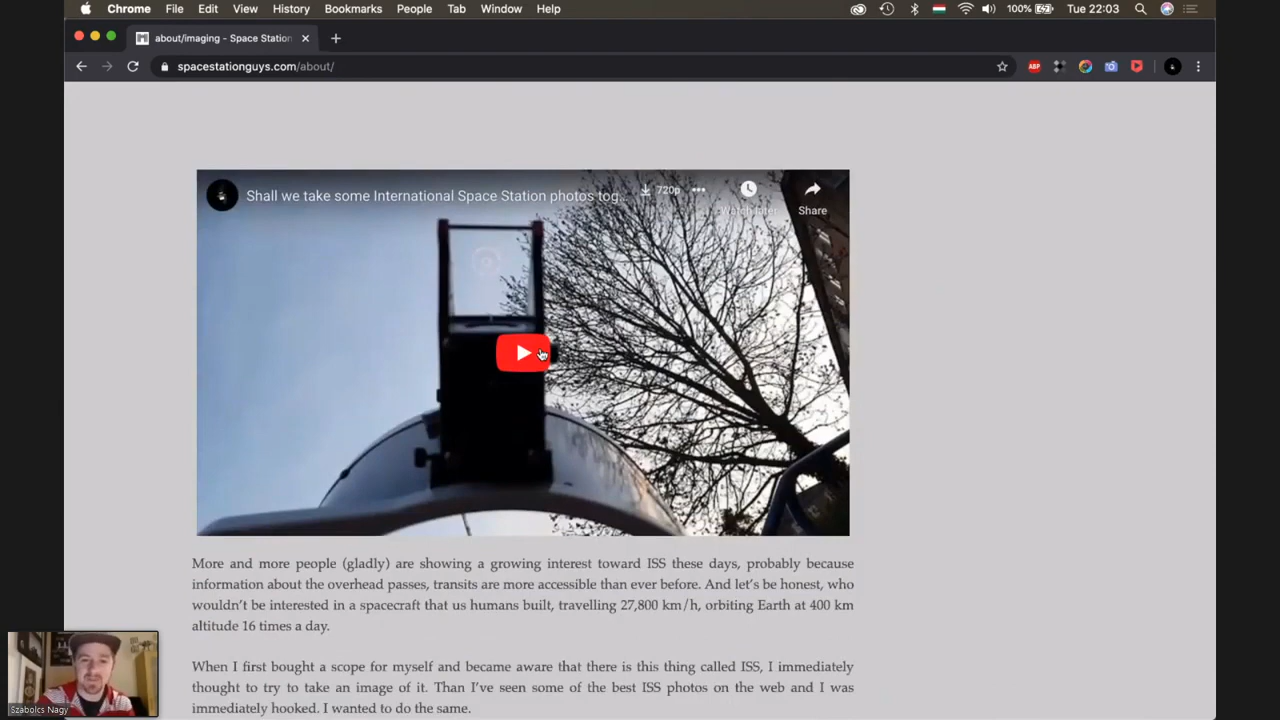 Chrome File Edit View History Bookmarks People Tab Window Help 100% Tue 22:03
about/imaging - Space Station
spacestationguys.com/about/
ABP
Shall we take some International Space Station photos tog... 720p
Watch later Share
More and more people (gladly) are showing a growing interest toward ISS these days, probably because
information about the overhead passes, transits are more accessible than ever before. And let's be honest, who
wouldn't be interested in a spacecraft that us humans built, travelling 27,800 km/h, orbiting Earth at 400 km
altitude 16 times a day.
When I first bought a scope for myself and became aware that there is this thing called ISS, I immediately
thought to try to take an image of it. Than I've seen some of the best ISS photos on the web and I was
immediately hooked. I wanted to do the same.
Szabolcs Nagy